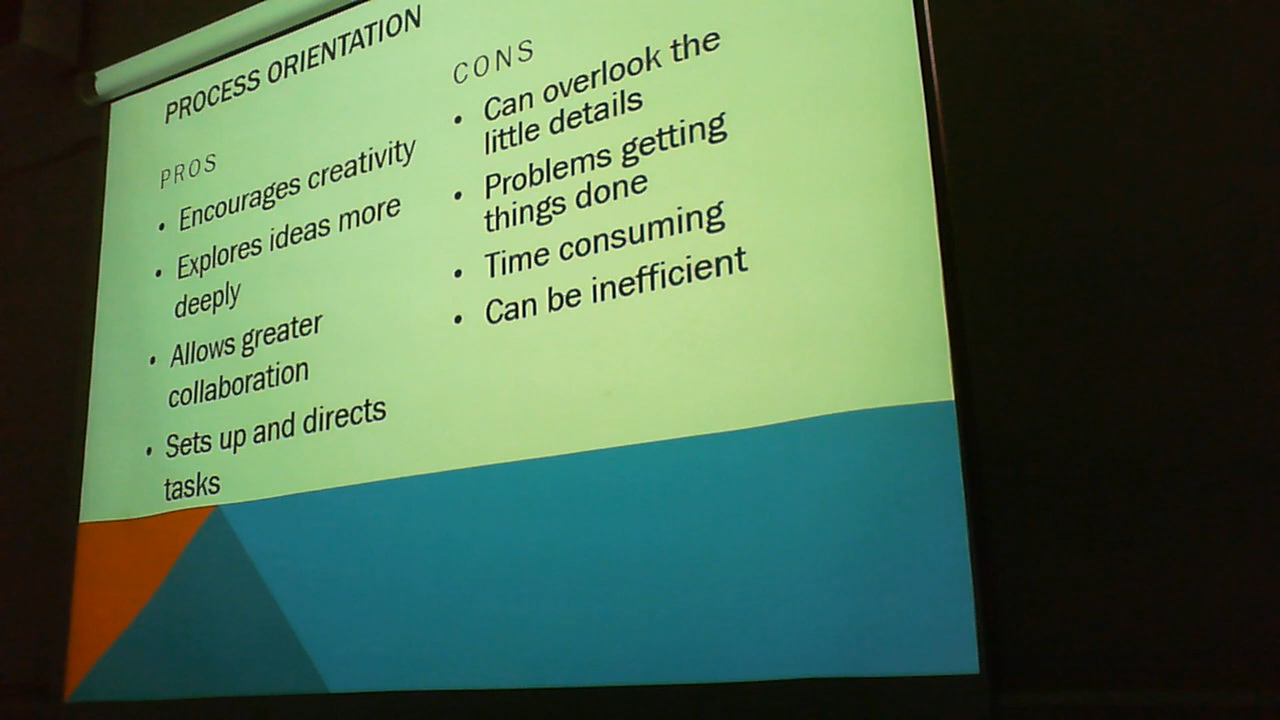 PROCESS ORIENTATION
PROS
• Encourages creativity
• Explores ideas more
deeply
• Allows greater
collaboration
• Sets up and directs
tasks
CONS
• Can overlook the
little details
• Problems getting
things done
• Time consuming
• Can be inefficient